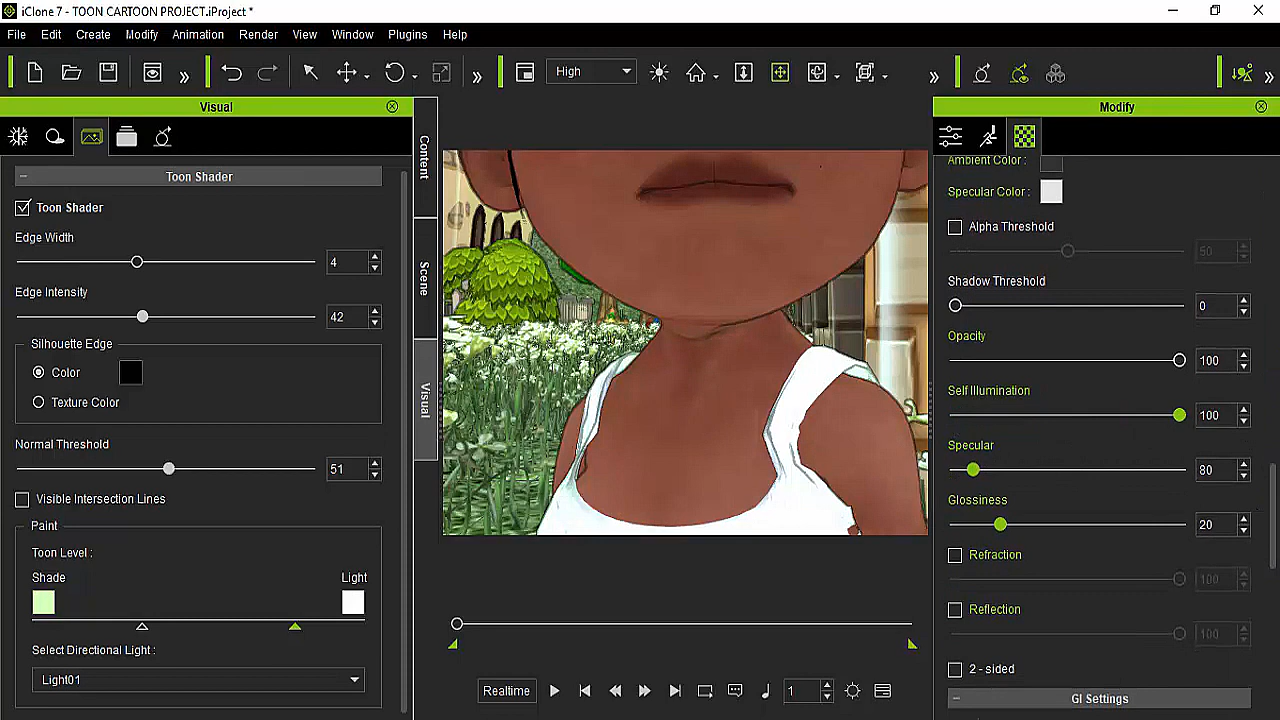 iClone 7 - TOON CARTOON PROJECT.iProject *
File Edit Create Modify Animation Render View Window Plugins Help
High
Visual
Toon Shader
Toon Shader
Edge Width
4
Edge Intensity
42
Silhouette Edge
Color
Texture Color
Normal Threshold
51
Visible Intersection Lines
Paint
Toon Level :
Shade Light
Select Directional Light :
Light01
Content
Scene
Visual
Realtime 1
Modify
Ambient Color :
Specular Color :
Alpha Threshold
50
Shadow Threshold
0
Opacity
100
Self Illumination
100
Specular
80
Glossiness
20
Refraction
100
Reflection
100
2 - sided
GI Settings